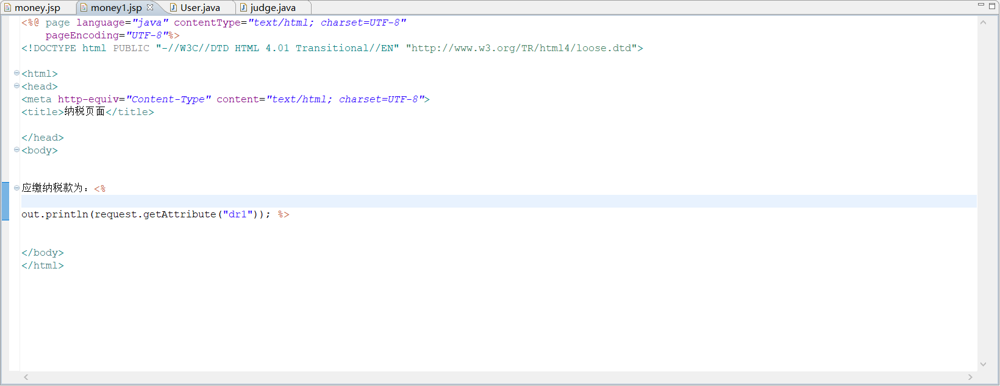 money.jsp money1.jsp User.java judge.java
<%@ page language="java" contentType="text/html; charset=UTF-8"
pageEncoding="UTF-8"%>
<!DOCTYPE html PUBLIC "-//W3C//DTD HTML 4.01 Transitional//EN" "http://www.w3.org/TR/html4/loose.dtd">
<html>
<head>
<meta http-equiv="Content-Type" content="text/html; charset=UTF-8">
<title>纳税页面</title>
</head>
<body>
应缴纳税款为：<%
out.println(request.getAttribute("dr1")); %>
</body>
</html>